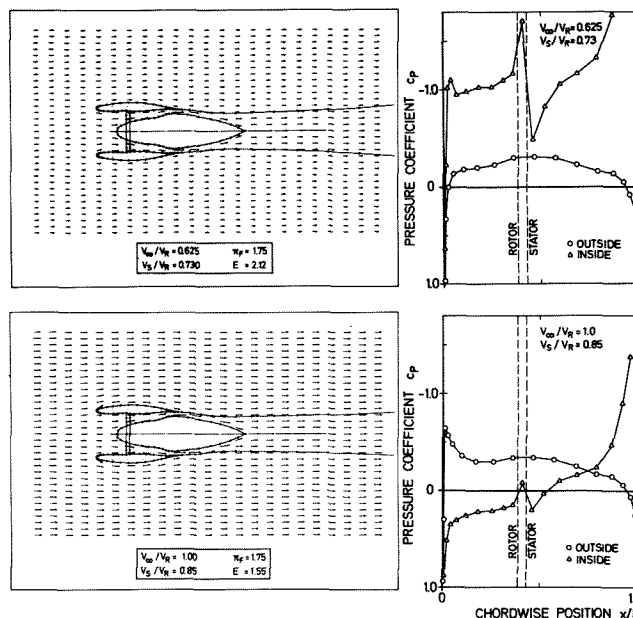 V∞/VR = 0.625 πF = 1.75
VS/VR = 0.730 E = 2.12
PRESSURE COEFFICIENT cP
-1.0
0
1.0
V∞/VR = 0.625
VS/VR = 0.73
ROTOR
STATOR
○ OUTSIDE
△ INSIDE
V∞/VR = 1.00 πF = 1.75
VS/VR = 0.85 E = 1.55
PRESSURE COEFFICIENT cP
-1.0
0
1.0
V∞/VR = 1.0
VS/VR = 0.85
ROTOR
STATOR
○ OUTSIDE
△ INSIDE
0
CHORDWISE POSITION x/